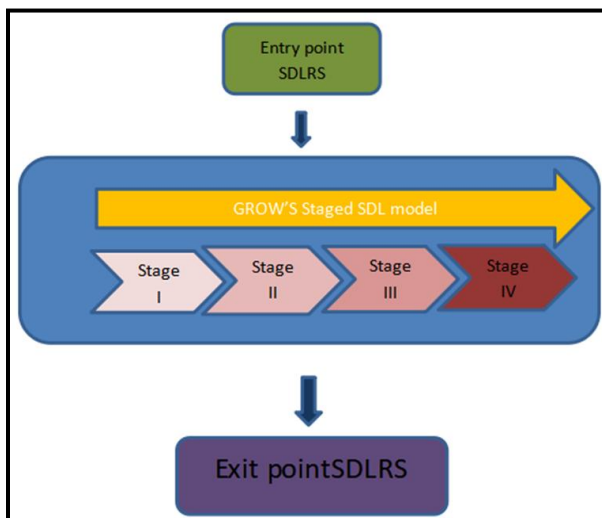 Entry point
SDLRS
GROW'S Staged SDL model
Stage
I
Stage
II
Stage
III
Stage
IV
Exit pointSDLRS